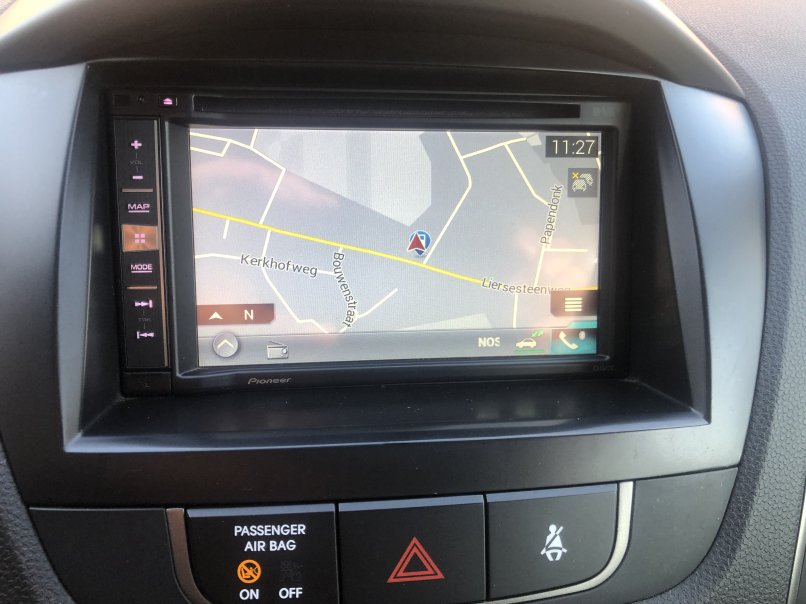 VOL
MAP
MODE
11:27
Papendonk
Kerkhofweg
Bouwenstraat
Liersesteenweg
N
NOS
Pioneer
PASSENGER
AIR BAG
ON OFF